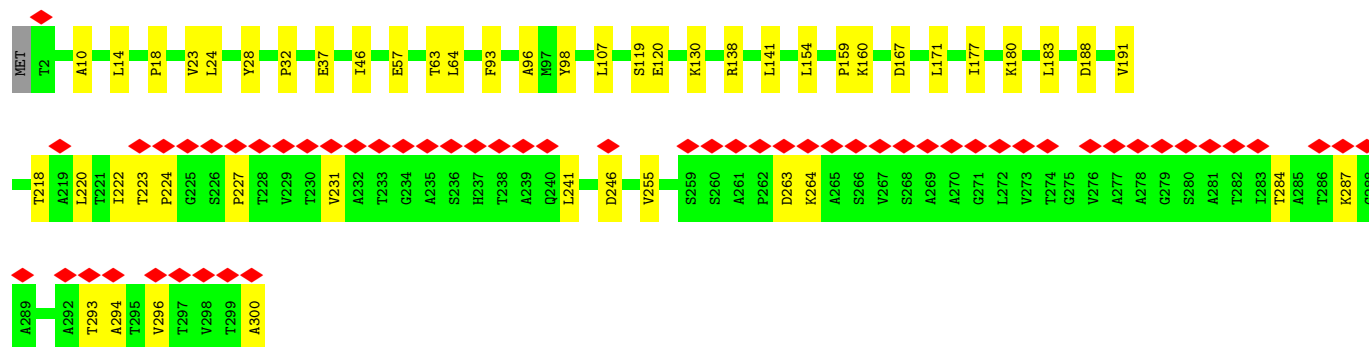 MET T2 A10 L14 P18 V23 L24 Y28 P32 E37 I46 E57 T63 L64 F93 A96 M97 Y98 L107 S119 E120 K130 R138 L141 L154 P159 K160 D167 L171 I177 K180 L183 D188 V191
T218 A219 L220 T221 I222 T223 P224 G225 S226 P227 T228 V229 T230 V231 A232 T233 G234 A235 S236 H237 T238 A239 Q240 L241 D246 V255 S259 S260 A261 P262 D263 K264 A265 S266 V267 S268 A269 A270 G271 L272 V273 T274 G275 V276 A277 A278 G279 S280 A281 T282 I283 T284 A285 T286 K287
A289 A292 T293 A294 T295 V296 T297 V298 T299 A300